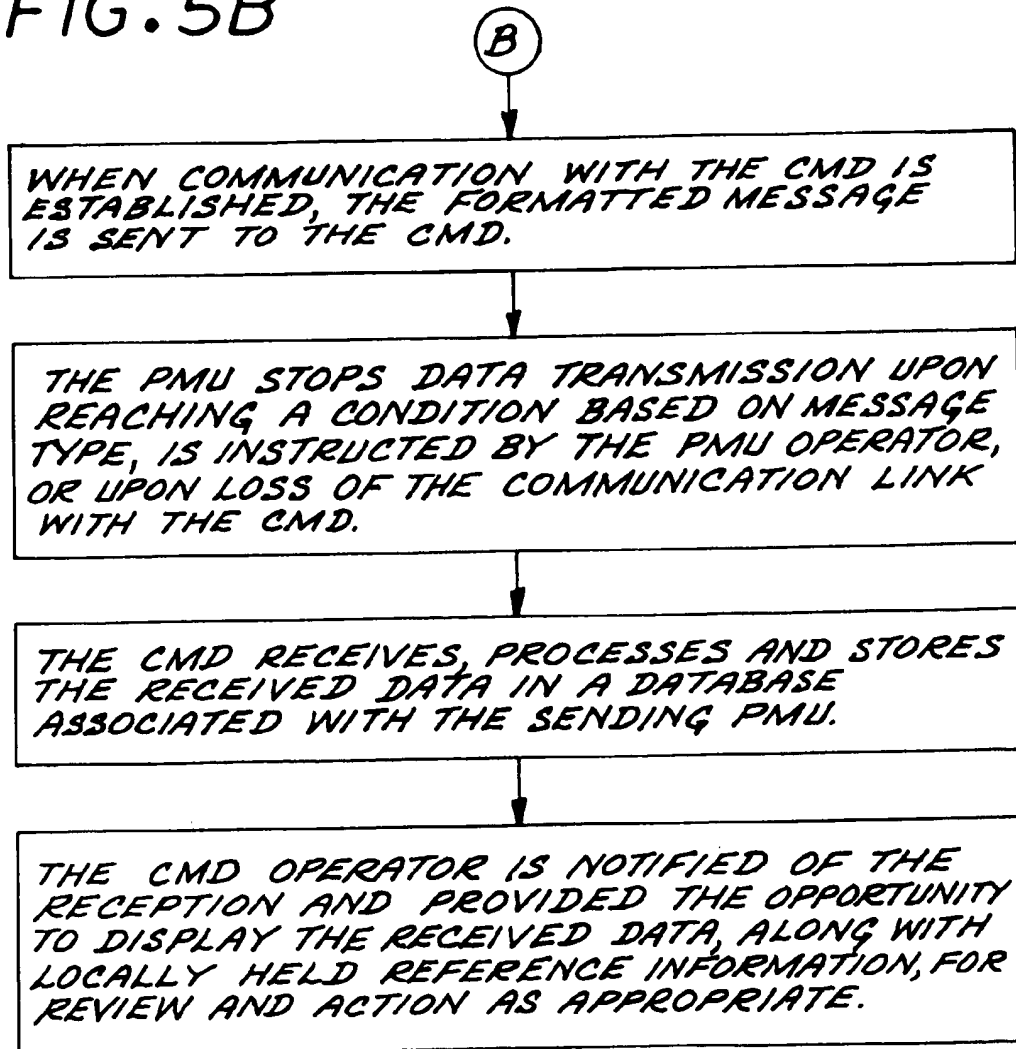 FIG. 5B
B
WHEN COMMUNICATION WITH THE CMD IS
ESTABLISHED, THE FORMATTED MESSAGE
IS SENT TO THE CMD.
THE PMU STOPS DATA TRANSMISSION UPON
REACHING A CONDITION BASED ON MESSAGE
TYPE, IS INSTRUCTED BY THE PMU OPERATOR,
OR UPON LOSS OF THE COMMUNICATION LINK
WITH THE CMD.
THE CMD RECEIVES, PROCESSES AND STORES
THE RECEIVED DATA IN A DATABASE
ASSOCIATED WITH THE SENDING PMU.
THE CMD OPERATOR IS NOTIFIED OF THE
RECEPTION AND PROVIDED THE OPPORTUNITY
TO DISPLAY THE RECEIVED DATA, ALONG WITH
LOCALLY HELD REFERENCE INFORMATION, FOR
REVIEW AND ACTION AS APPROPRIATE.